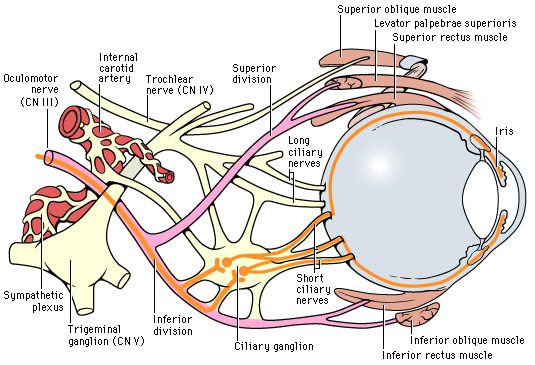 Superior oblique muscle
Levator palpebrae superioris
Superior rectus muscle
Internal
carotid
artery
Superior
division
Trochlear
nerve (CN IV)
Oculomotor
nerve
(CN III)
Iris
Long
ciliary
nerves
Short
ciliary
nerves
Sympathetic
plexus
Inferior
division
Trigeminal
ganglion (CN V)
Ciliary ganglion
Inferior oblique muscle
Inferior rectus muscle